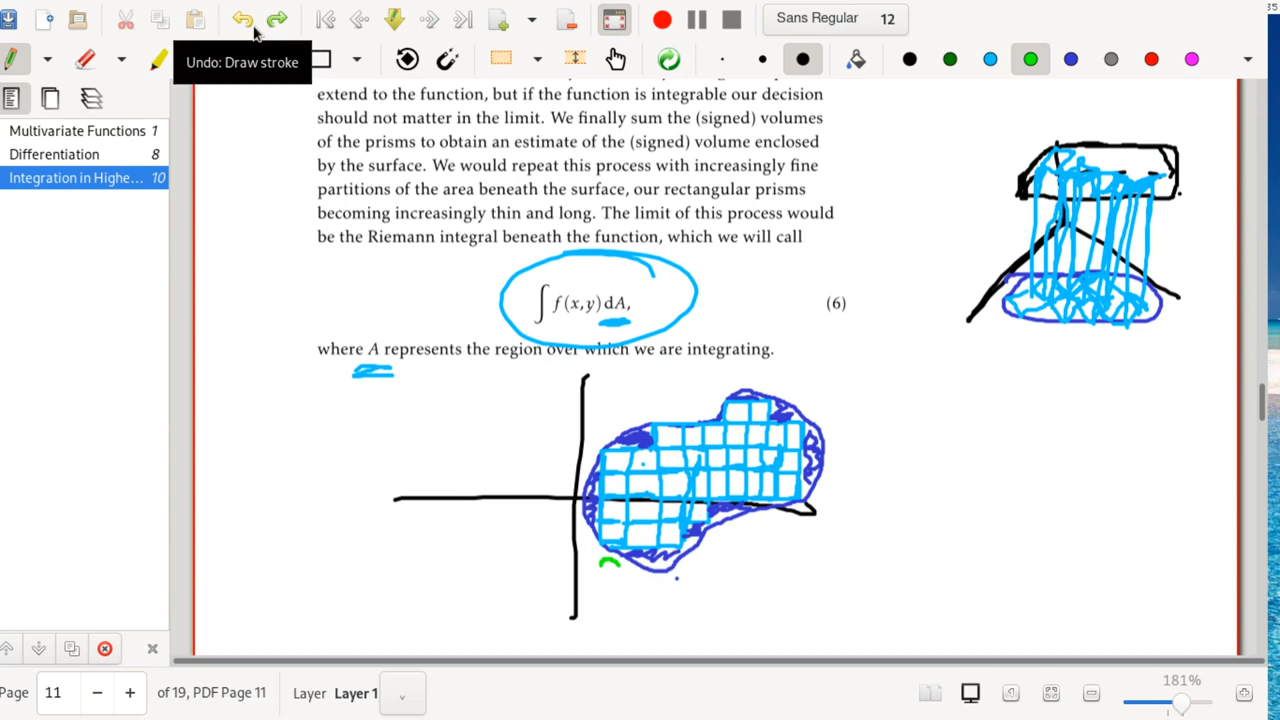 Sans Regular 12
Undo: Draw stroke
Multivariate Functions 1
Differentiation 8
Integration in Highe... 10
extend to the function, but if the function is integrable our decision
should not matter in the limit. We finally sum the (signed) volumes
of the prisms to obtain an estimate of the (signed) volume enclosed
by the surface. We would repeat this process with increasingly fine
partitions of the area beneath the surface, our rectangular prisms
becoming increasingly thin and long. The limit of this process would
be the Riemann integral beneath the function, which we will call
∫ f(x,y) dA, (6)
where A represents the region over which we are integrating.
Page 11 of 19, PDF Page 11 Layer Layer 1 181%